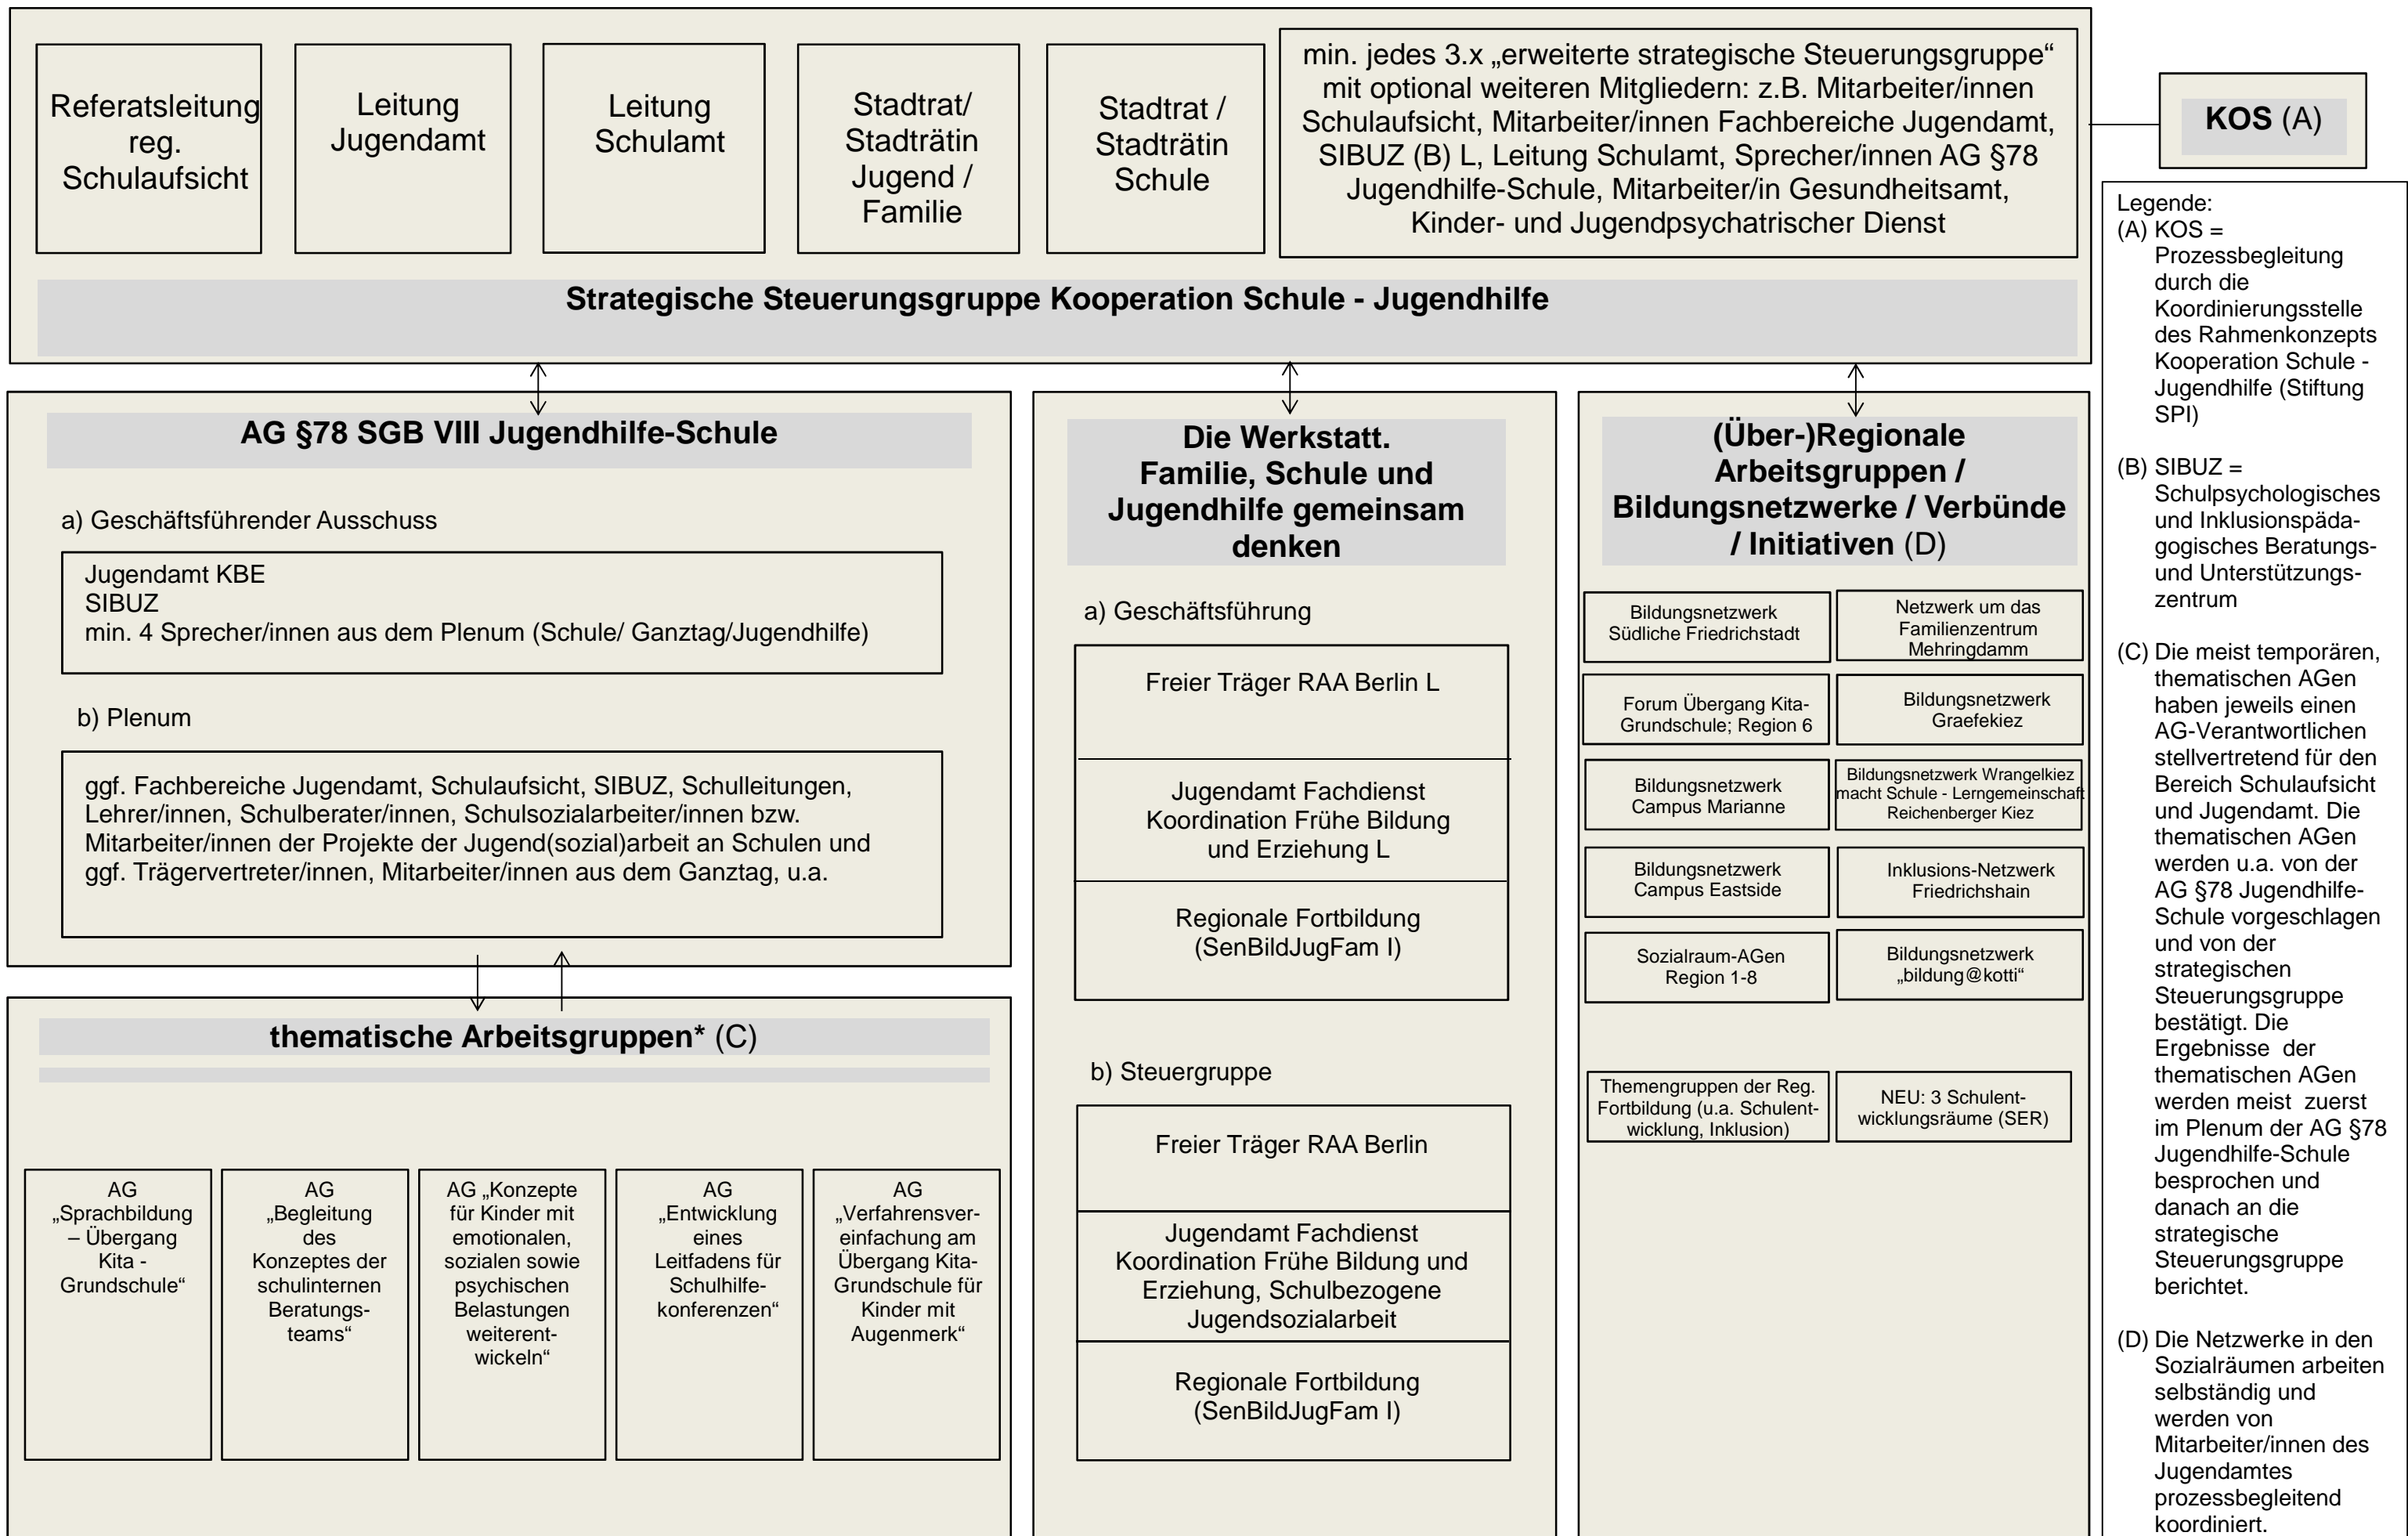 Referatsleitung
reg.
Schulaufsicht
Leitung
Jugendamt
Leitung
Schulamt
Stadtrat/
Stadträtin
Jugend /
Familie
Stadtrat /
Stadträtin
Schule
min. jedes 3.x „erweiterte strategische Steuerungsgruppe“
mit optional weiteren Mitgliedern: z.B. Mitarbeiter/innen
Schulaufsicht, Mitarbeiter/innen Fachbereiche Jugendamt,
SIBUZ (B) L, Leitung Schulamt, Sprecher/innen AG §78
Jugendhilfe-Schule, Mitarbeiter/in Gesundheitsamt,
Kinder- und Jugendpsychatrischer Dienst
Strategische Steuerungsgruppe Kooperation Schule - Jugendhilfe
KOS (A)
AG §78 SGB VIII Jugendhilfe-Schule
a) Geschäftsführender Ausschuss
Jugendamt KBE
SIBUZ
min. 4 Sprecher/innen aus dem Plenum (Schule/ Ganztag/Jugendhilfe)
b) Plenum
ggf. Fachbereiche Jugendamt, Schulaufsicht, SIBUZ, Schulleitungen,
Lehrer/innen, Schulberater/innen, Schulsozialarbeiter/innen bzw.
Mitarbeiter/innen der Projekte der Jugend(sozial)arbeit an Schulen und
ggf. Trägervertreter/innen, Mitarbeiter/innen aus dem Ganztag, u.a.
thematische Arbeitsgruppen* (C)
AG
„Sprachbildung
– Übergang
Kita -
Grundschule“
AG
„Begleitung
des
Konzeptes der
schulinternen
Beratungs-
teams“
AG „Konzepte
für Kinder mit
emotionalen,
sozialen sowie
psychischen
Belastungen
weiterent-
wickeln“
AG
„Entwicklung
eines
Leitfadens für
Schulhilfe-
konferenzen“
AG
„Verfahrensver-
einfachung am
Übergang Kita-
Grundschule für
Kinder mit
Augenmerk“
Die Werkstatt.
Familie, Schule und
Jugendhilfe gemeinsam
denken
a) Geschäftsführung
Freier Träger RAA Berlin L
Jugendamt Fachdienst
Koordination Frühe Bildung
und Erziehung L
Regionale Fortbildung
(SenBildJugFam I)
b) Steuergruppe
Freier Träger RAA Berlin
Jugendamt Fachdienst
Koordination Frühe Bildung und
Erziehung, Schulbezogene
Jugendsozialarbeit
Regionale Fortbildung
(SenBildJugFam I)
(Über-)Regionale
Arbeitsgruppen /
Bildungsnetzwerke / Verbünde
/ Initiativen (D)
Bildungsnetzwerk
Südliche Friedrichstadt
Netzwerk um das
Familienzentrum
Mehringdamm
Forum Übergang Kita-
Grundschule; Region 6
Bildungsnetzwerk
Graefekiez
Bildungsnetzwerk
Campus Marianne
Bildungsnetzwerk Wrangelkiez
macht Schule - Lerngemeinschaft
Reichenberger Kiez
Bildungsnetzwerk
Campus Eastside
Inklusions-Netzwerk
Friedrichshain
Sozialraum-AGen
Region 1-8
Bildungsnetzwerk
„bildung@kotti“
Themengruppen der Reg.
Fortbildung (u.a. Schulent-
wicklung, Inklusion)
NEU: 3 Schulent-
wicklungsräume (SER)
Legende:
(A) KOS =
Prozessbegleitung
durch die
Koordinierungsstelle
des Rahmenkonzepts
Kooperation Schule -
Jugendhilfe (Stiftung
SPI)
(B) SIBUZ =
Schulpsychologisches
und Inklusionspäda-
gogisches Beratungs-
und Unterstützungs-
zentrum
(C) Die meist temporären,
thematischen AGen
haben jeweils einen
AG-Verantwortlichen
stellvertretend für den
Bereich Schulaufsicht
und Jugendamt. Die
thematischen AGen
werden u.a. von der
AG §78 Jugendhilfe-
Schule vorgeschlagen
und von der
strategischen
Steuerungsgruppe
bestätigt. Die
Ergebnisse der
thematischen AGen
werden meist zuerst
im Plenum der AG §78
Jugendhilfe-Schule
besprochen und
danach an die
strategische
Steuerungsgruppe
berichtet.
(D) Die Netzwerke in den
Sozialräumen arbeiten
selbständig und
werden von
Mitarbeiter/innen des
Jugendamtes
prozessbegleitend
koordiniert.